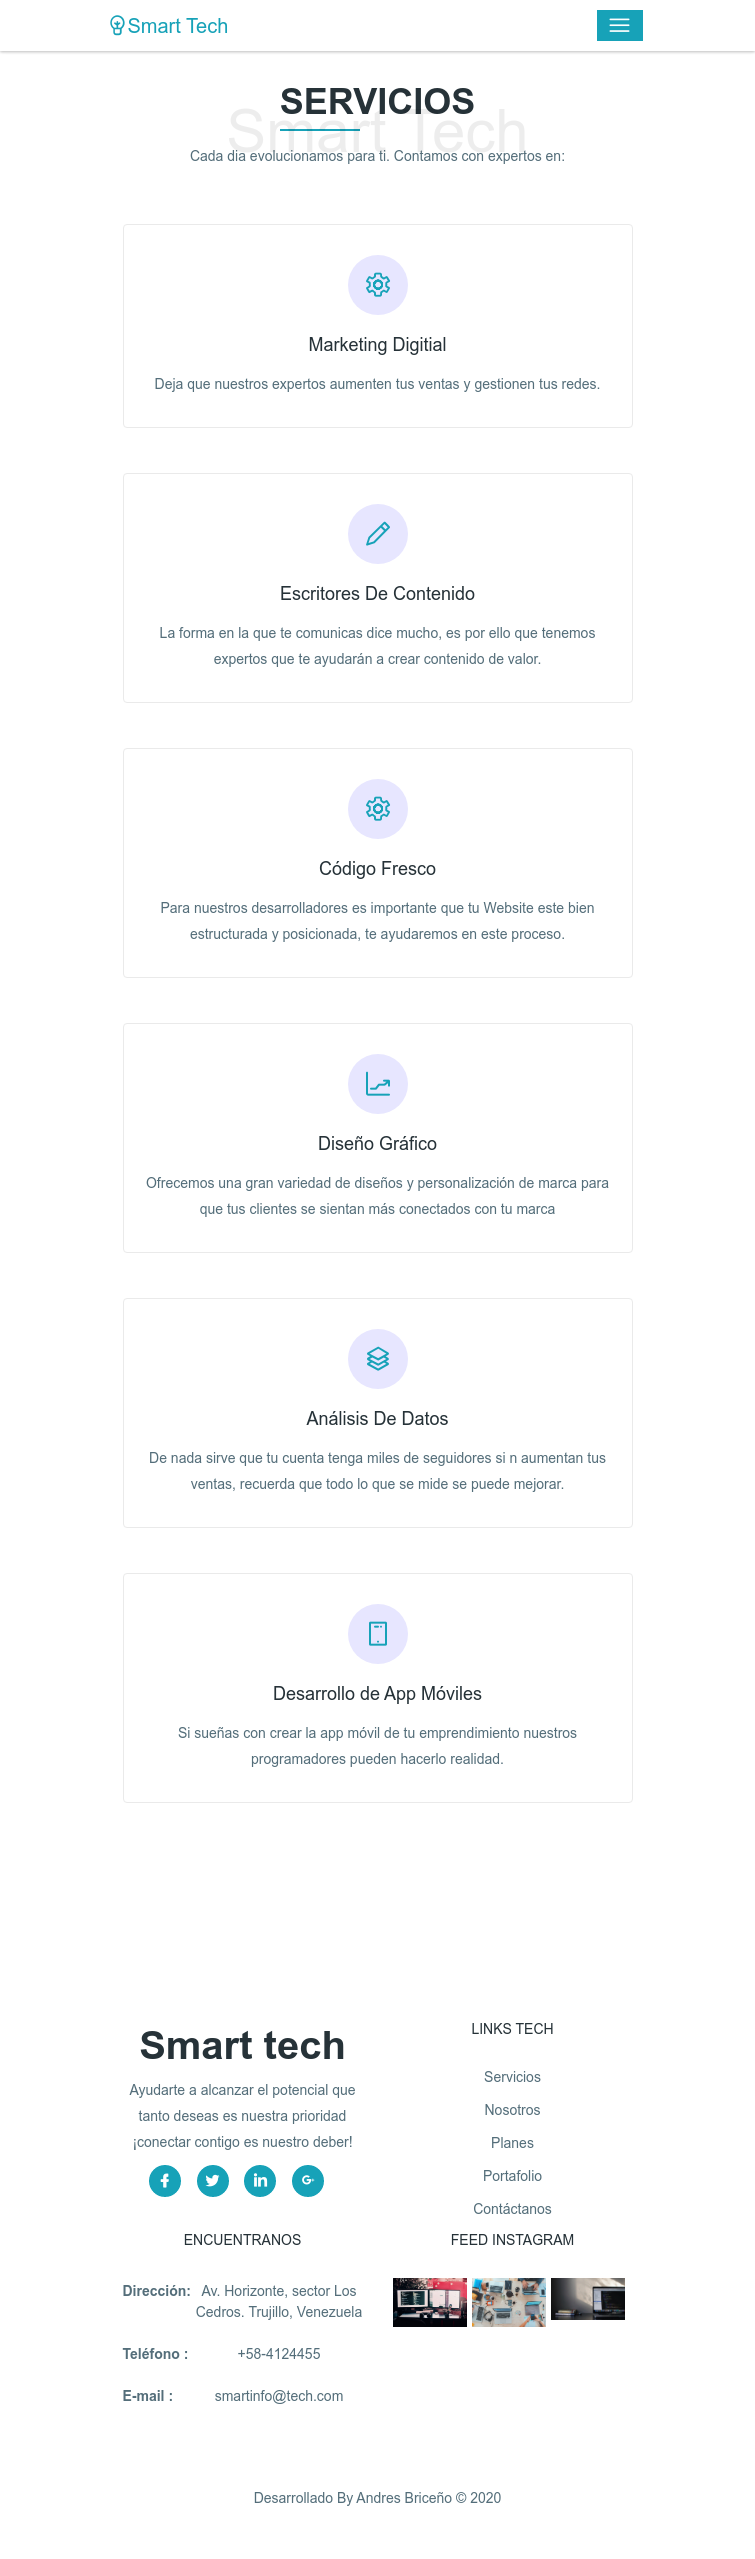 Smart Tech
SERVICIOS
Smart Tech
Cada día evolucionamos para ti. Contamos con expertos en:
Marketing Digitial
Deja que nuestros expertos aumenten tus ventas y gestionen tus redes.
Escritores De Contenido
La forma en la que te comunicas dice mucho, es por ello que tenemos
expertos que te ayudarán a crear contenido de valor.
Código Fresco
Para nuestros desarrolladores es importante que tu Website este bien
estructurada y posicionada, te ayudaremos en este proceso.
Diseño Gráfico
Ofrecemos una gran variedad de diseños y personalización de marca para
que tus clientes se sientan más conectados con tu marca
Análisis De Datos
De nada sirve que tu cuenta tenga miles de seguidores si n aumentan tus
ventas, recuerda que todo lo que se mide se puede mejorar.
Desarrollo de App Móviles
Si sueñas con crear la app móvil de tu emprendimiento nuestros
programadores pueden hacerlo realidad.
Smart tech
Ayudarte a alcanzar el potencial que
tanto deseas es nuestra prioridad
¡conectar contigo es nuestro deber!
LINKS TECH
Servicios
Nosotros
Planes
Portafolio
Contáctanos
ENCUENTRANOS
Dirección: Av. Horizonte, sector Los
Cedros. Trujillo, Venezuela
Teléfono : +58-4124455
E-mail : smartinfo@tech.com
FEED INSTAGRAM
Desarrollado By Andres Briceño © 2020